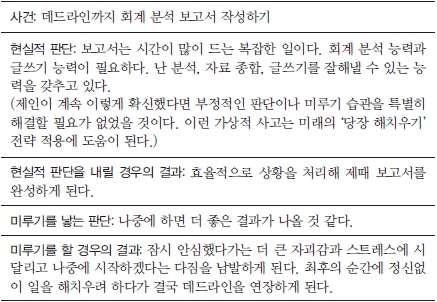 사건: 데드라인까지 회계 분석 보고서 작성하기
현실적 판단: 보고서는 시간이 많이 드는 복잡한 일이다. 회계 분석 능력과
글쓰기 능력이 필요하다. 난 분석, 자료 종합, 글쓰기를 잘해낼 수 있는 능
력을 갖추고 있다.
(제인이 계속 이렇게 확신했다면 부정적인 판단이나 미루기 습관을 특별히
해결할 필요가 없었을 것이다. 이런 가상적 사고는 미래의 ‘당장 해치우기’
전략 적용에 도움이 된다.)
현실적 판단을 내릴 경우의 결과: 효율적으로 상황을 처리해 제때 보고서를
완성하게 된다.
미루기를 낳는 판단: 나중에 하면 더 좋은 결과가 나올 것 같다.
미루기를 할 경우의 결과: 잠시 안심했다가는 더 큰 자괴감과 스트레스에 시
달리고 나중에 시작하겠다는 다짐을 남발하게 된다. 최후의 순간에 정신없
이 일을 해치우려 하다가 결국 데드라인을 연장하게 된다.